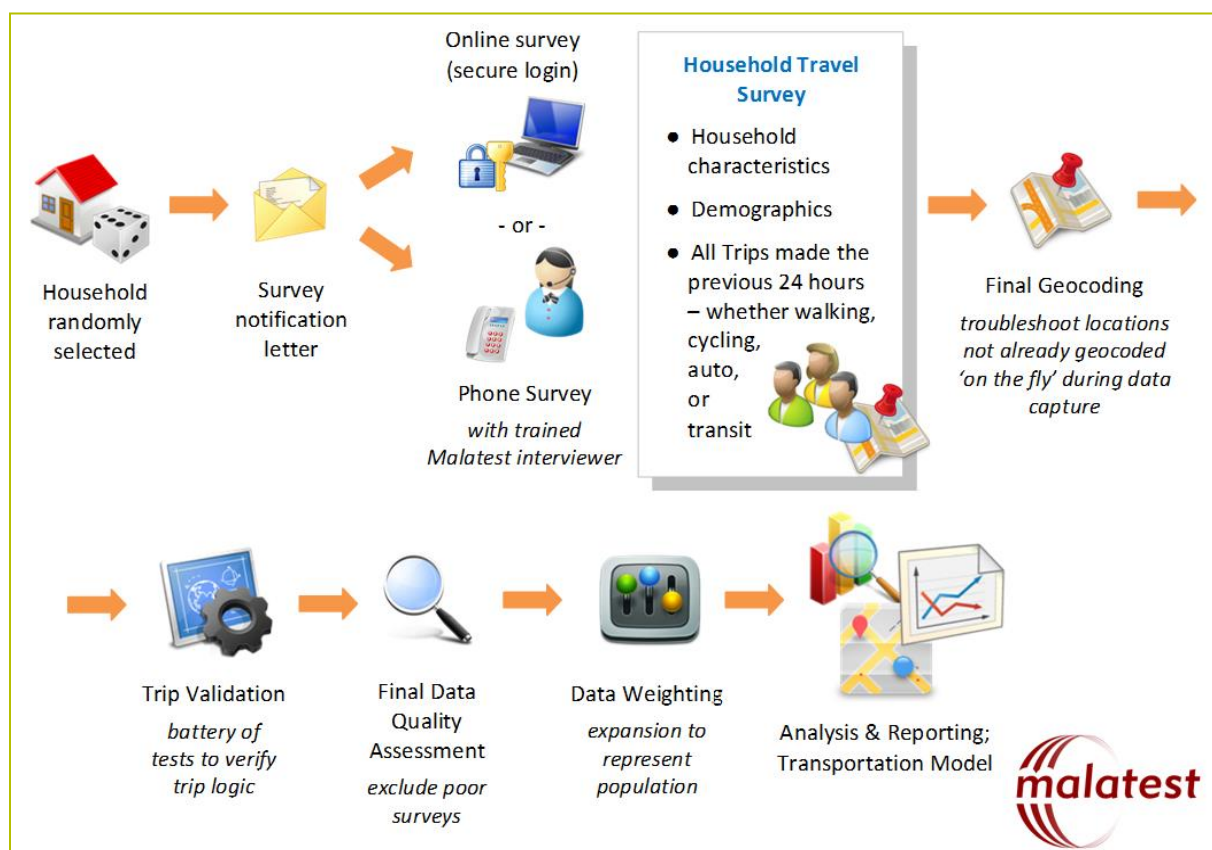 Household
randomly
selected
Survey
notification
letter
Online survey
(secure login)
- or -
Phone Survey
with trained
Malatest interviewer
Household Travel
Survey
● Household
characteristics
● Demographics
● All Trips made the
previous 24 hours
– whether walking,
cycling,
auto,
or
transit
Final Geocoding
troubleshoot locations
not already geocoded
‘on the fly’ during data
capture
Trip Validation
battery of
tests to verify
trip logic
Final Data
Quality
Assessment
exclude poor
surveys
Data Weighting
expansion to
represent
population
Analysis & Reporting;
Transportation Model
malatest